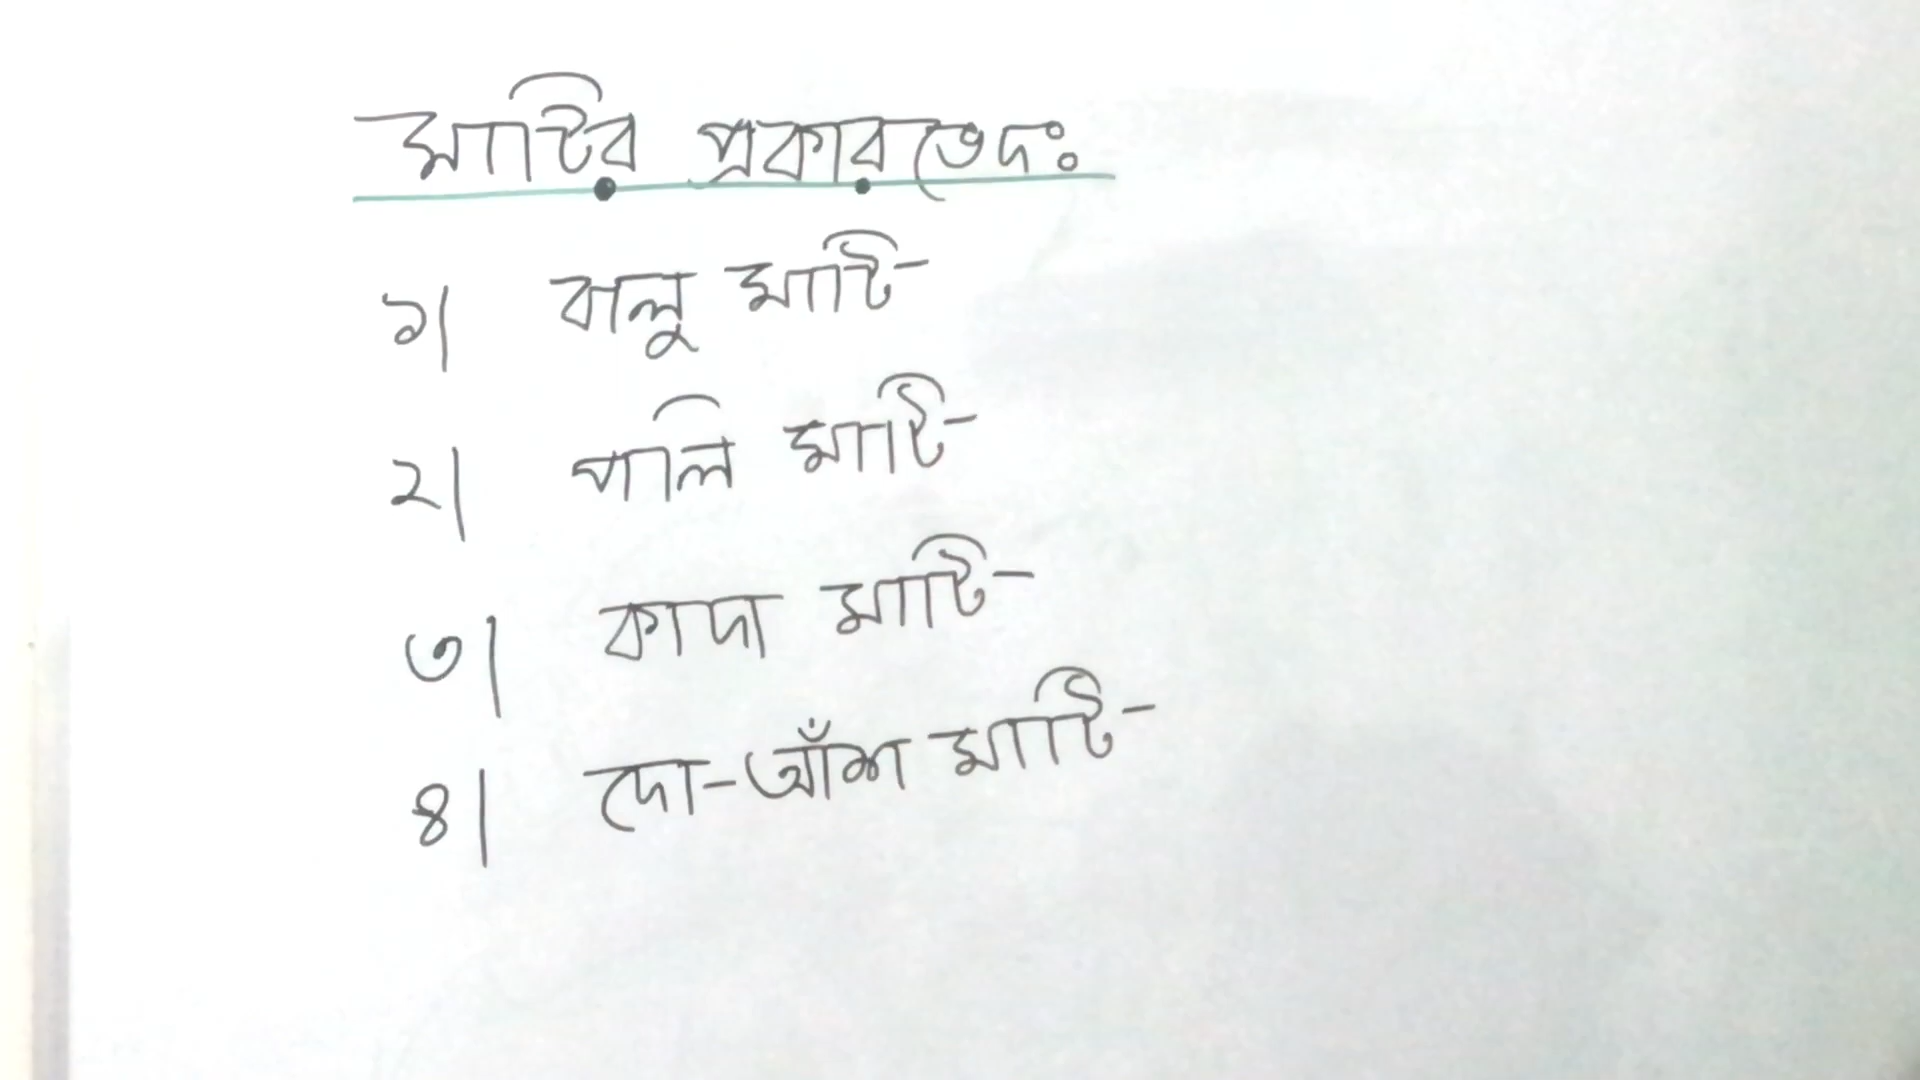 মাটির প্রকারভেদঃ
১। বালু মাটি-
২। পলি মাটি-
৩। কাদা মাটি-
৪। দো-আঁশ মাটি-